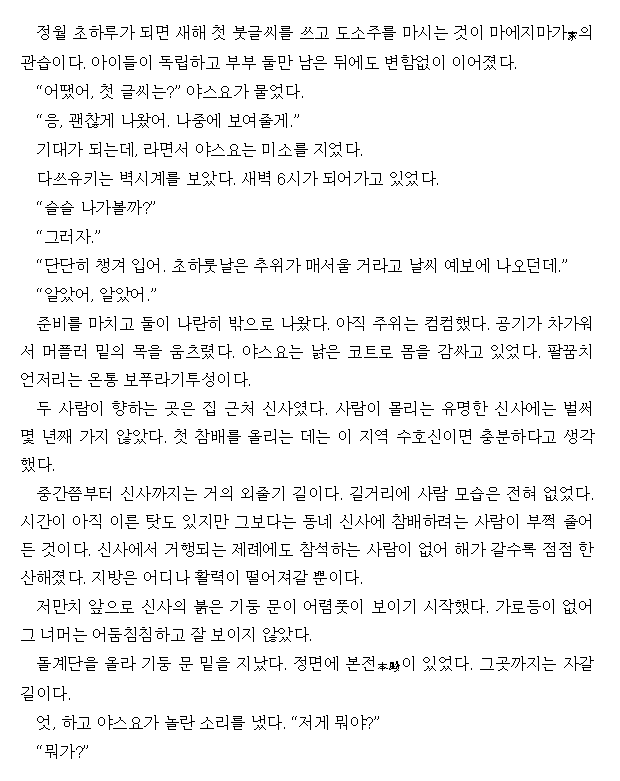 정월 초하루가 되면 새해 첫 붓글씨를 쓰고 도소주를 마시는 것이 마에지마가家의
관습이다. 아이들이 독립하고 부부 둘만 남은 뒤에도 변함없이 이어졌다.
“어땠어, 첫 글씨는?” 야스요가 물었다.
“응, 괜찮게 나왔어. 나중에 보여줄게.”
기대가 되는데, 라면서 야스요는 미소를 지었다.
다쓰유키는 벽시계를 보았다. 새벽 6시가 되어가고 있었다.
“슬슬 나가볼까?”
“그러자.”
“단단히 챙겨 입어. 초하룻날은 추위가 매서울 거라고 날씨 예보에 나오던데.”
“알았어, 알았어.”
준비를 마치고 둘이 나란히 밖으로 나왔다. 아직 주위는 컴컴했다. 공기가 차가워
서 머플러 밑의 목을 움츠렸다. 야스요는 낡은 코트로 몸을 감싸고 있었다. 팔꿈치
언저리는 온통 보푸라기투성이다.
두 사람이 향하는 곳은 집 근처 신사였다. 사람이 몰리는 유명한 신사에는 벌써
몇 년째 가지 않았다. 첫 참배를 올리는 데는 이 지역 수호신이면 충분하다고 생각
했다.
중간쯤부터 신사까지는 거의 외줄기 길이다. 길거리에 사람 모습은 전혀 없었다.
시간이 아직 이른 탓도 있지만 그보다는 동네 신사에 참배하려는 사람이 부쩍 줄어
든 것이다. 신사에서 거행되는 제례에도 참석하는 사람이 없어 해가 갈수록 점점 한
산해졌다. 지방은 어디나 활력이 떨어져갈 뿐이다.
저만치 앞으로 신사의 붉은 기둥 문이 어렴풋이 보이기 시작했다. 가로등이 없어
그 너머는 어둠침침하고 잘 보이지 않았다.
돌계단을 올라 기둥 문 밑을 지났다. 정면에 본전本殿이 있었다. 그곳까지는 자갈
길이다.
엇, 하고 야스요가 놀란 소리를 냈다. “저게 뭐야?”
“뭐가?”